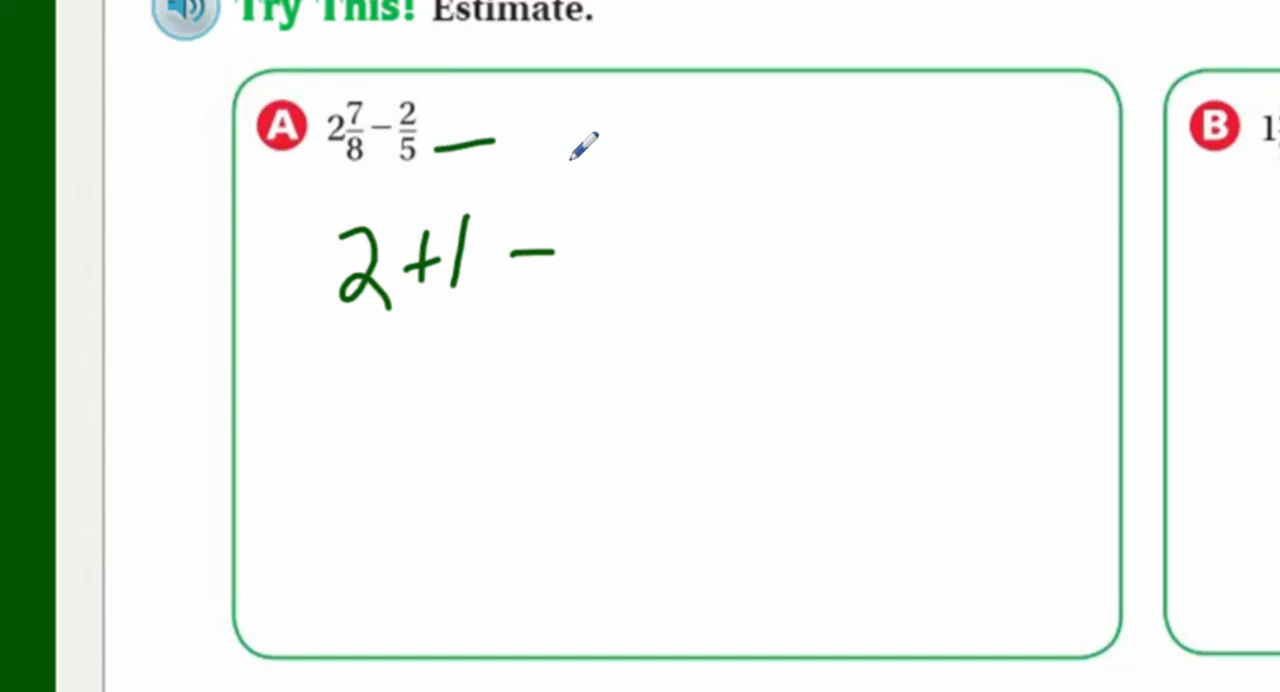 Try This! Estimate.
A 2 7/8 − 2/5 —
B 1
2 + 1 −